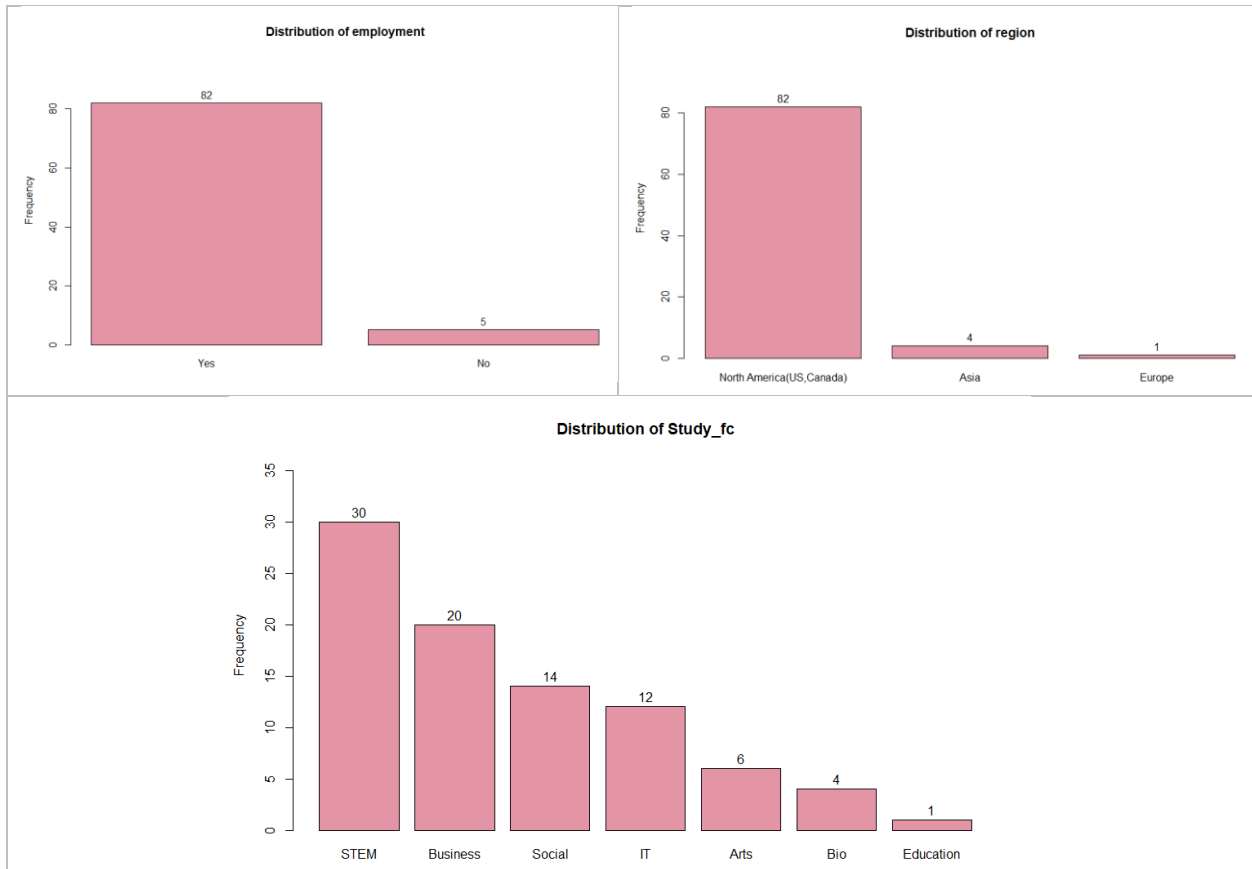 Distribution of employment
82
5
Frequency
0
20
40
60
80
Yes
No
Distribution of region
82
4
1
Frequency
0
20
40
60
80
North America(US,Canada)
Asia
Europe
Distribution of Study_fc
30
20
14
12
6
4
1
Frequency
0
5
10
15
20
25
30
35
STEM
Business
Social
IT
Arts
Bio
Education